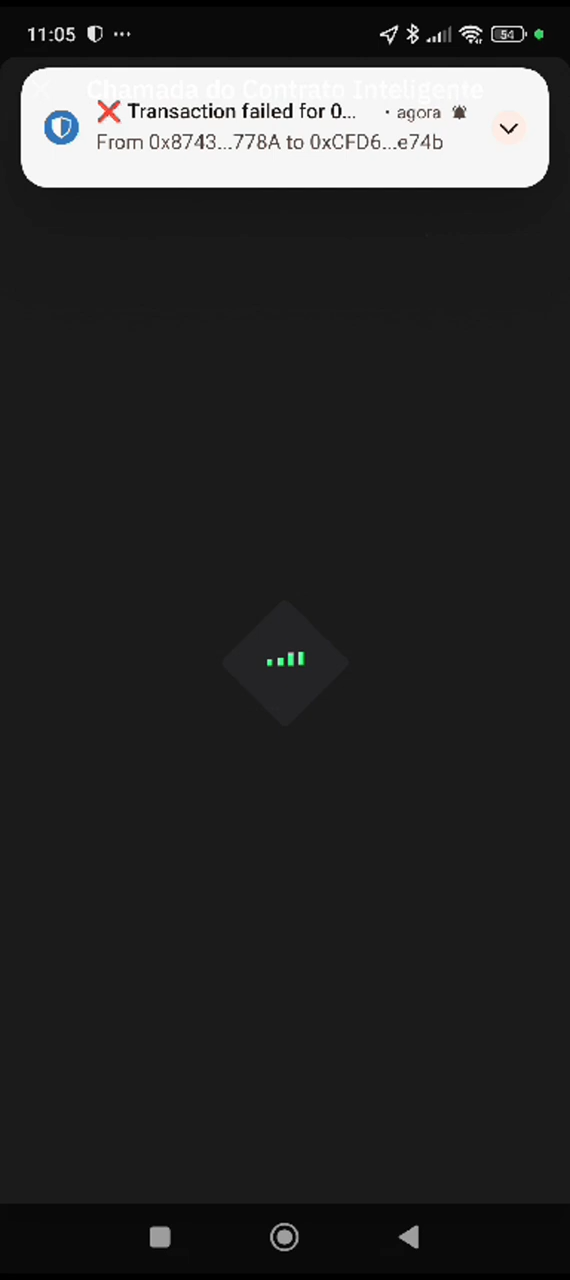 11:05
54
Chamada do Contrato Inteligente
❌ Transaction failed for 0... • agora
From 0x8743...778A to 0xCFD6...e74b